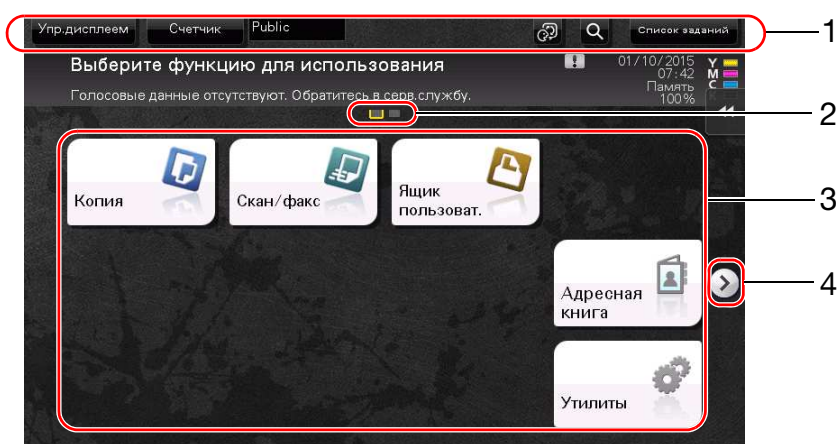 Упр.дисплеем Счетчик Public Список заданий 1
Выберите функцию для использования 01/10/2015 Y
07:42 M
Голосовые данные отсутствуют. Обратитесь в серв.службу. Память C
100%
2
Копия Скан/факс Ящик пользоват. 3
Адресная книга 4
Утилиты